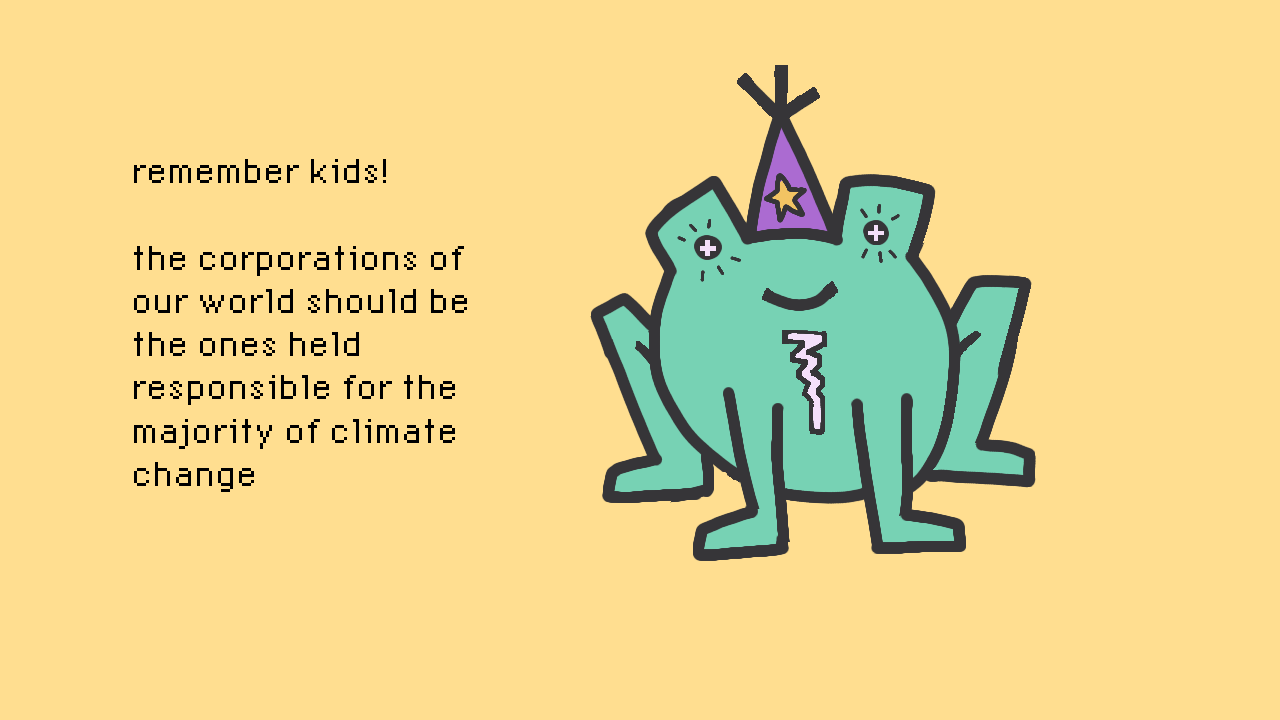 remember kids!
the corporations of
our world should be
the ones held
responsible for the
majority of climate
change